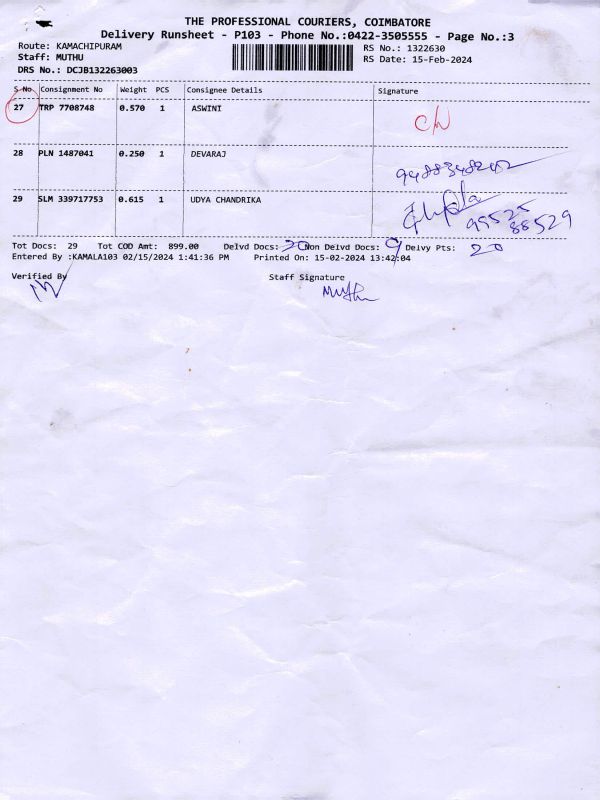 THE PROFESSIONAL COURIERS, COIMBATORE
Delivery Runsheet - P103 - Phone No.:0422-3505555 - Page No.:3
Route: KAMACHIPURAM RS No.: 1322630
Staff: MUTHU RS Date: 15-Feb-2024
DRS No.: DCJB132263003
S No Consignment No Weight PCS Consignee Details Signature
27 TRP 7708748 0.570 1 ASWINI
28 PLN 1487041 0.250 1 DEVARAJ
29 SLM 339717753 0.615 1 UDYA CHANDRIKA
95525
88529
Tot Docs: 29 Tot COD Amt: 899.00 Delvd Docs: 20 Non Delvd Docs: 9 Delvy Pts: 20
Entered By :KAMALA103 02/15/2024 1:41:36 PM Printed On: 15-02-2024 13:42:04
Verified By Staff Signature
Muthu